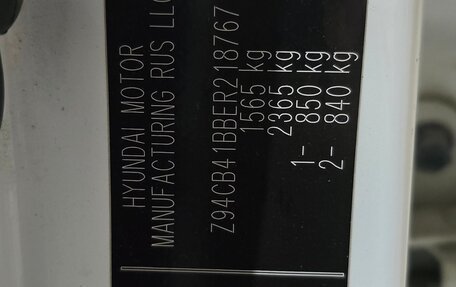 HYUNDAI MOTOR
MANUFACTURING RUS LLC
Z94CB41BBER218767
1565 kg
2365 kg
1- 850 kg
2- 840 kg